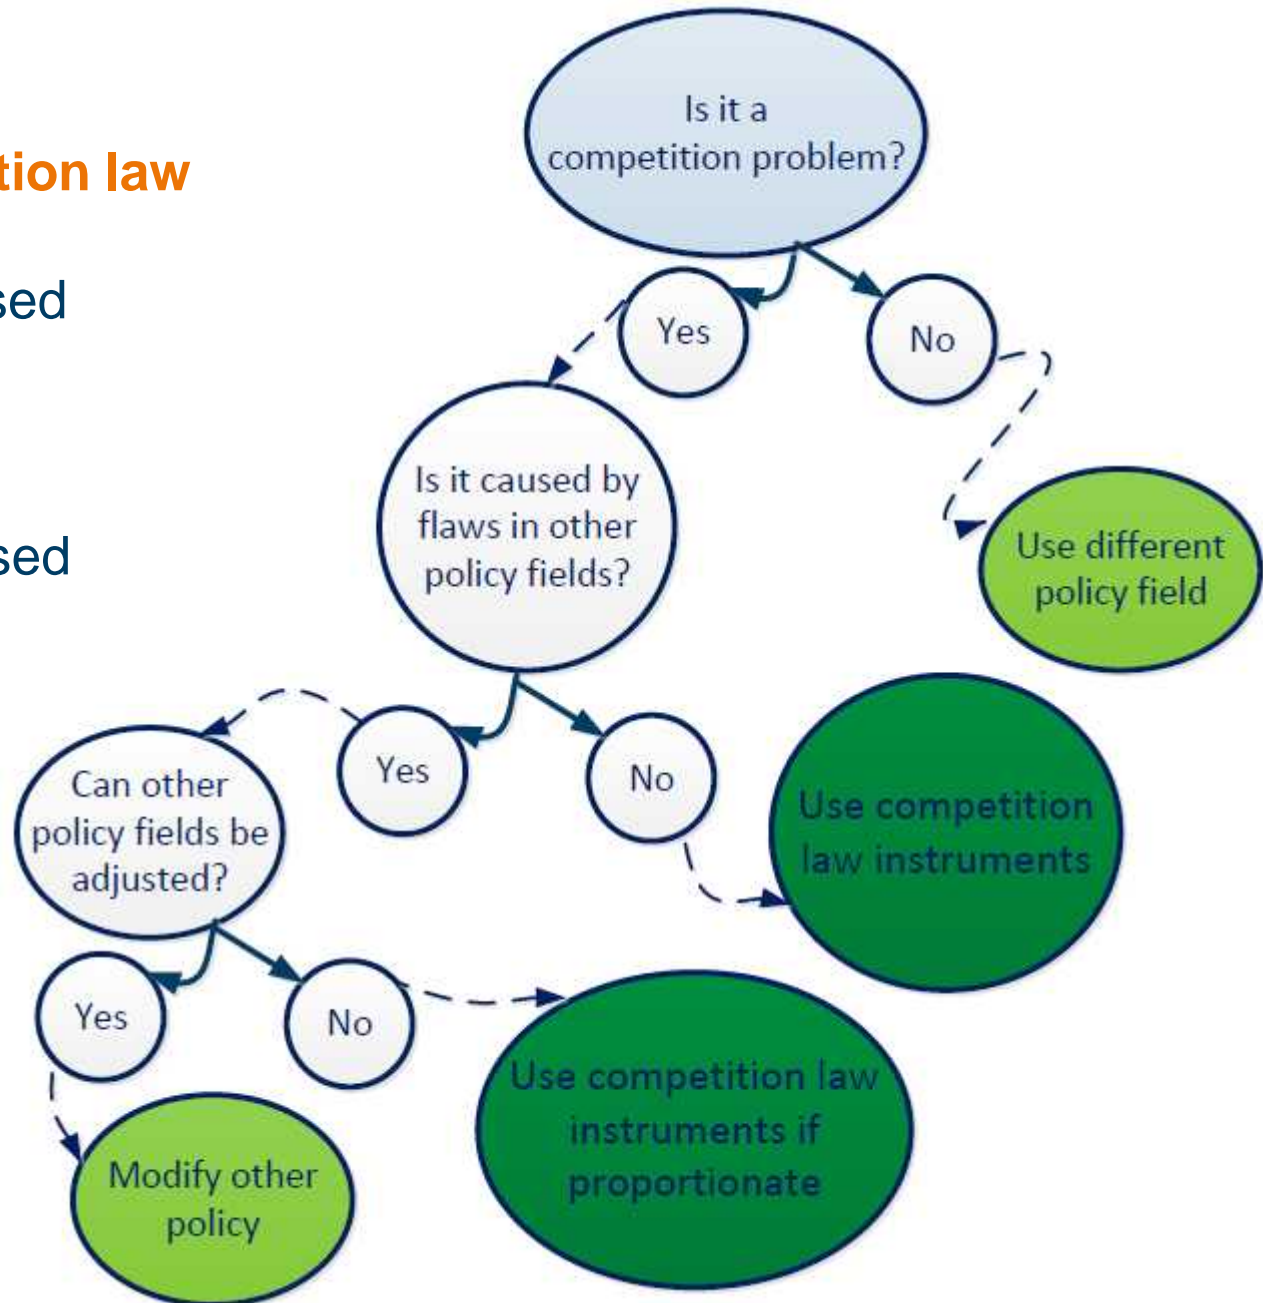 Is it a
competition problem?
tion law
sed
Yes
No
Is it caused by
flaws in other
policy fields?
Use different
policy field
sed
Yes
No
Can other
policy fields be
adjusted?
Use competition
law instruments
Yes
No
Use competition law
instruments if
proportionate
Modify other
policy